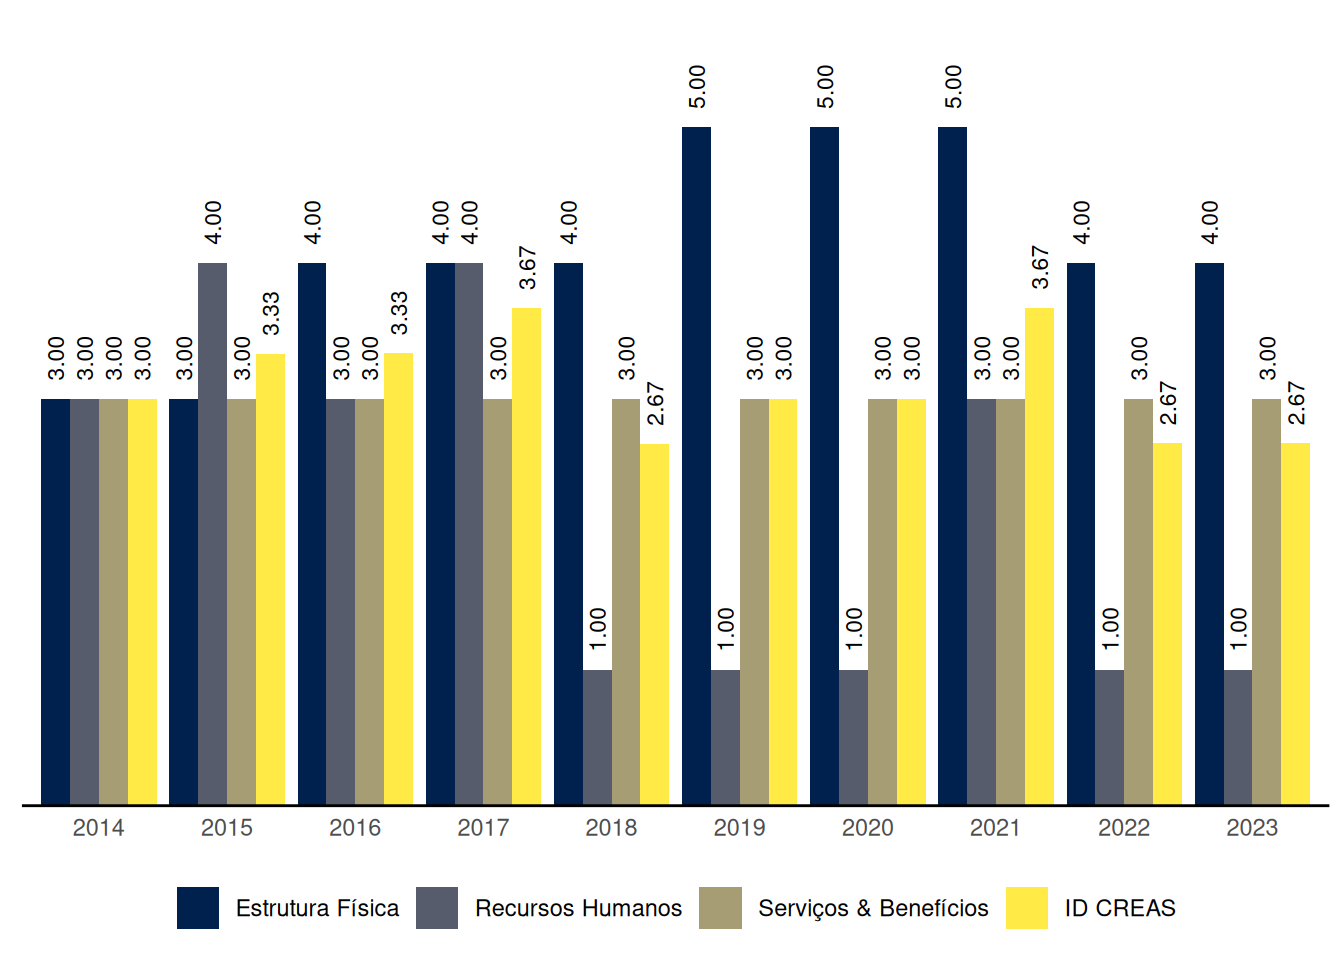 5.00 5.00 5.00
4.00 4.00 4.00 4.00 4.00 4.00 4.00
3.67 3.67
3.33 3.33
3.00 3.00 3.00 3.00 3.00 3.00 3.00 3.00 3.00 3.00 3.00 3.00 3.00 3.00 3.00 3.00 3.00 3.00
2.67 2.67 2.67
1.00 1.00 1.00 1.00 1.00
2014 2015 2016 2017 2018 2019 2020 2021 2022 2023
Estrutura Física Recursos Humanos Serviços & Benefícios ID CREAS